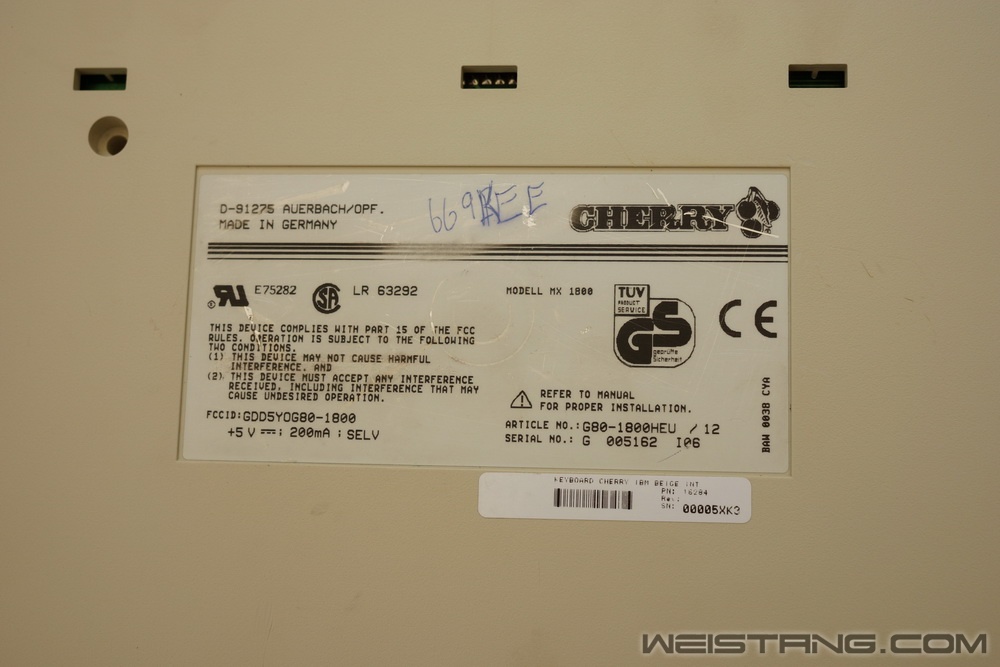 D-91275 AUERBACH/OPF.
MADE IN GERMANY
CHERRY
E75282
LR 63292
MODELL MX 1800
TUV
PRODUCT
SERVICE
GS
geprüfte
Sicherheit
CE
THIS DEVICE COMPLIES WITH PART 15 OF THE FCC
RULES. OPERATION IS SUBJECT TO THE FOLLOWING
TWO CONDITIONS.
(1) THIS DEVICE MAY NOT CAUSE HARMFUL
INTERFERENCE. AND
(2) THIS DEVICE MUST ACCEPT ANY INTERFERENCE
RECEIVED, INCLUDING INTERFERENCE THAT MAY
CAUSE UNDESIRED OPERATION.
FCCID:GDD5YOG80-1800
+5 V ⎓; 200mA ; SELV
REFER TO MANUAL
FOR PROPER INSTALLATION.
ARTICLE NO.:G80-1800HEU / 12
SERIAL NO.: G 005162 I06
BAW 0038 CYA
KEYBOARD CHERRY IBM BEIGE INT
PN: 16284
Rev:
SN: 00005XK3
WEISTANG.COM